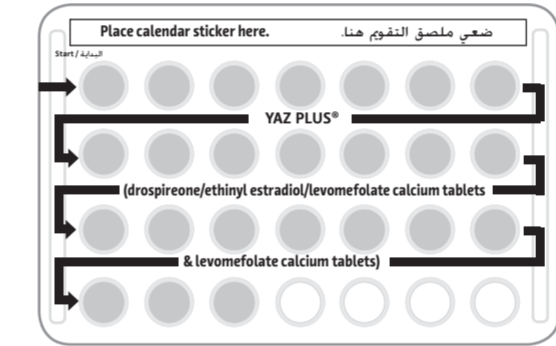 Place calendar sticker here. ضعي ملصق التقويم هنا.
Start / البداية
YAZ PLUS®
(drospireone/ethinyl estradiol/levomefolate calcium tablets
& levomefolate calcium tablets)